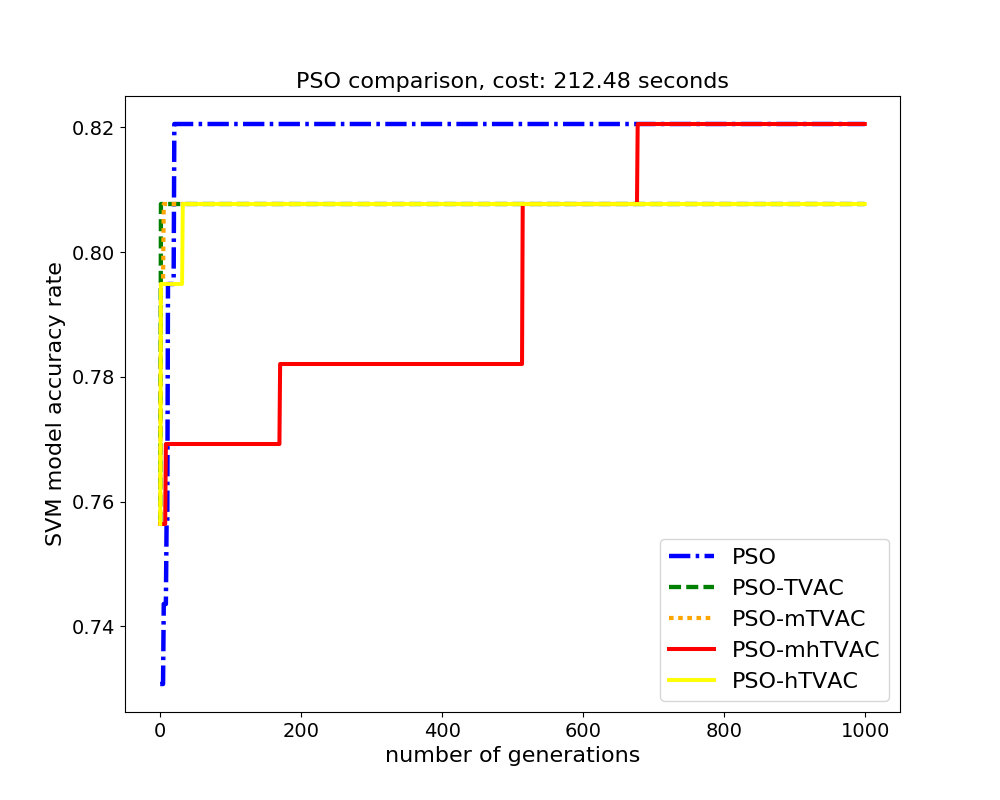 PSO comparison, cost: 212.48 seconds
SVM model accuracy rate
0.82
0.80
0.78
0.76
0.74
0
200
400
600
800
1000
number of generations
PSO
PSO-TVAC
PSO-mTVAC
PSO-mhTVAC
PSO-hTVAC